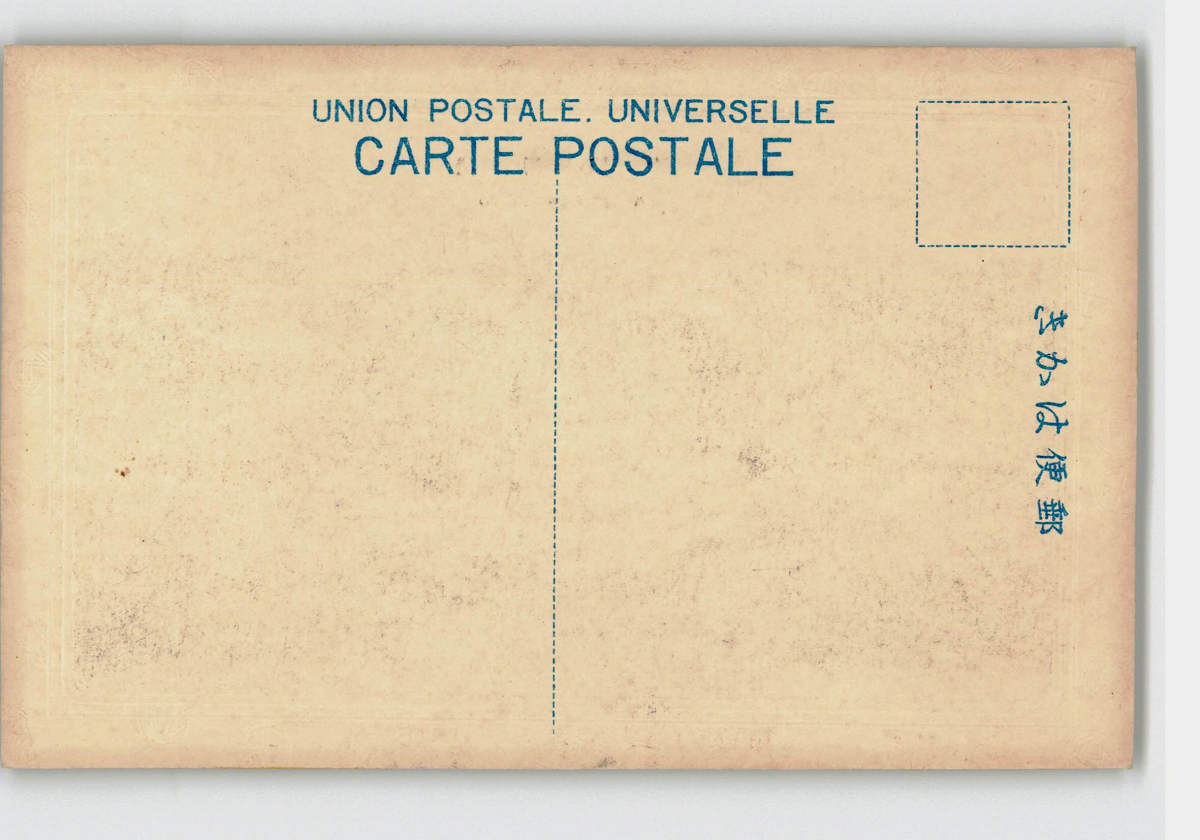 UNION POSTALE. UNIVERSELLE
CARTE POSTALE
郵便はかき